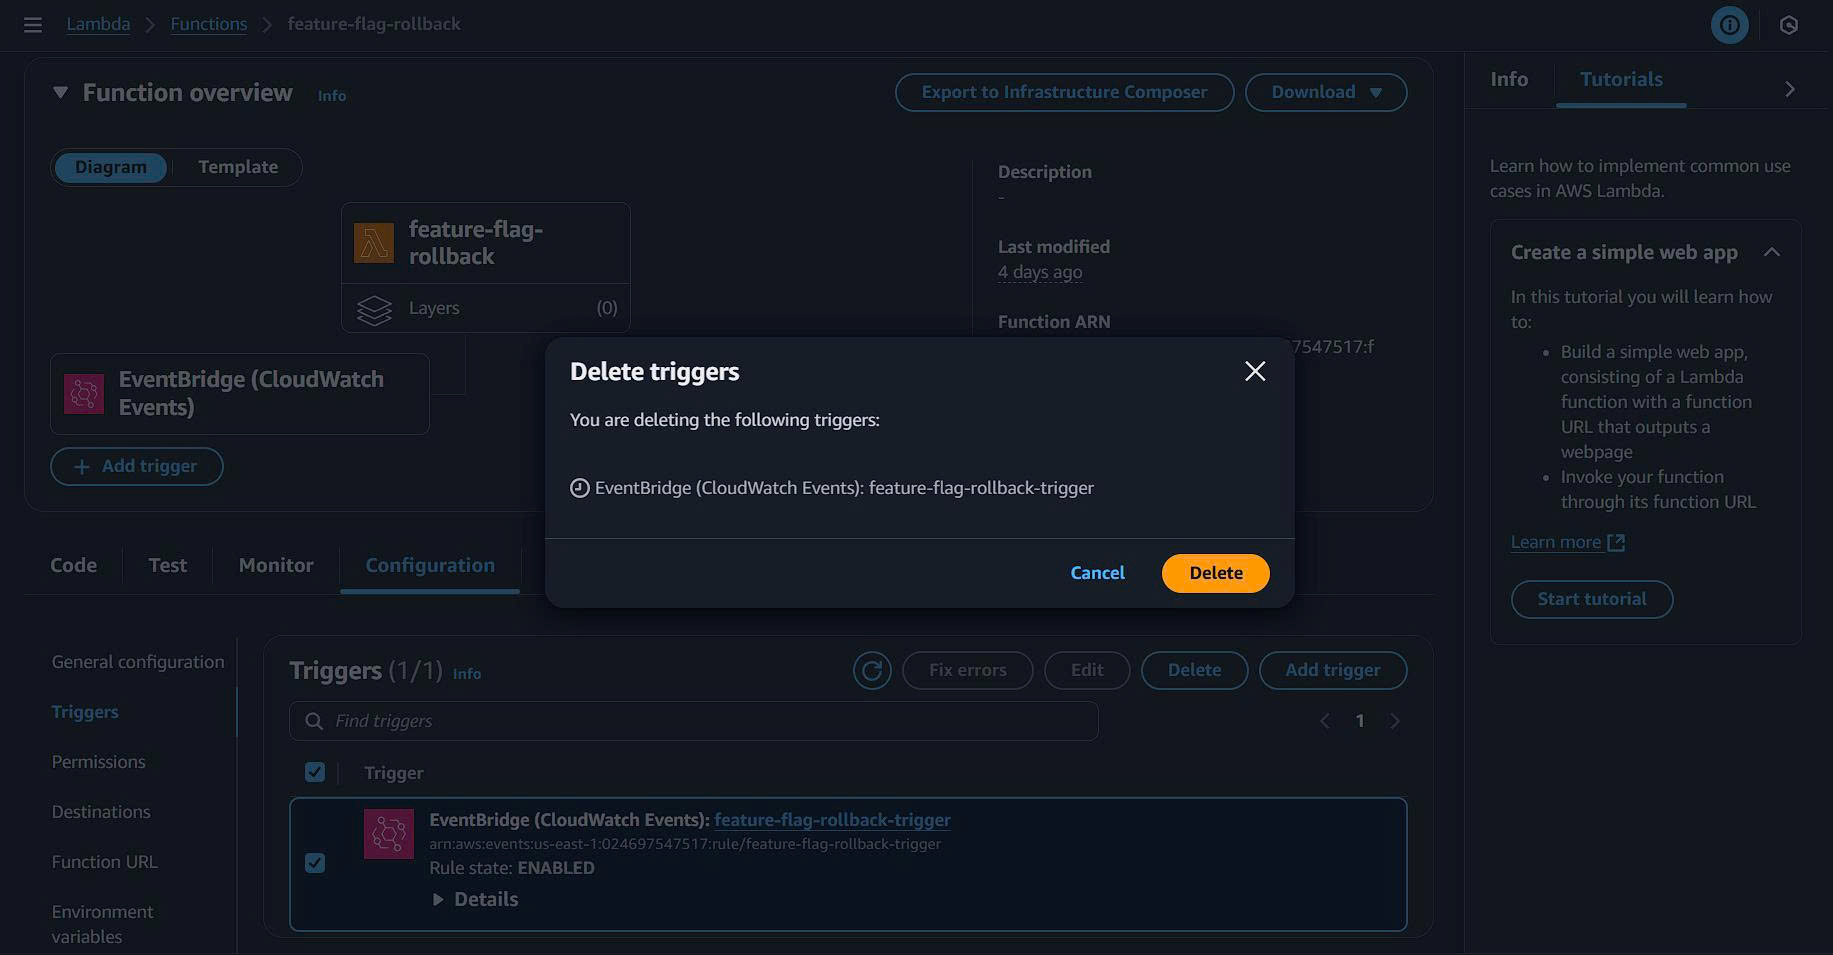 Lambda > Functions > feature-flag-rollback
Function overview Info
Export to Infrastructure Composer
Download
Diagram
Template
feature-flag-
rollback
Layers (0)
EventBridge (CloudWatch
Events)
+ Add trigger
Description
-
Last modified
4 days ago
Function ARN
7547517:f
Info
Tutorials
Learn how to implement common use
cases in AWS Lambda.
Create a simple web app
In this tutorial you will learn how
to:
• Build a simple web app,
consisting of a Lambda
function with a function
URL that outputs a
webpage
• Invoke your function
through its function URL
Learn more
Start tutorial
Delete triggers
You are deleting the following triggers:
EventBridge (CloudWatch Events): feature-flag-rollback-trigger
Cancel
Delete
Code
Test
Monitor
Configuration
General configuration
Triggers
Permissions
Destinations
Function URL
Environment
variables
Triggers (1/1) Info
Fix errors
Edit
Delete
Add trigger
Find triggers
1
Trigger
EventBridge (CloudWatch Events): feature-flag-rollback-trigger
arn:aws:events:us-east-1:024697547517:rule/feature-flag-rollback-trigger
Rule state: ENABLED
Details